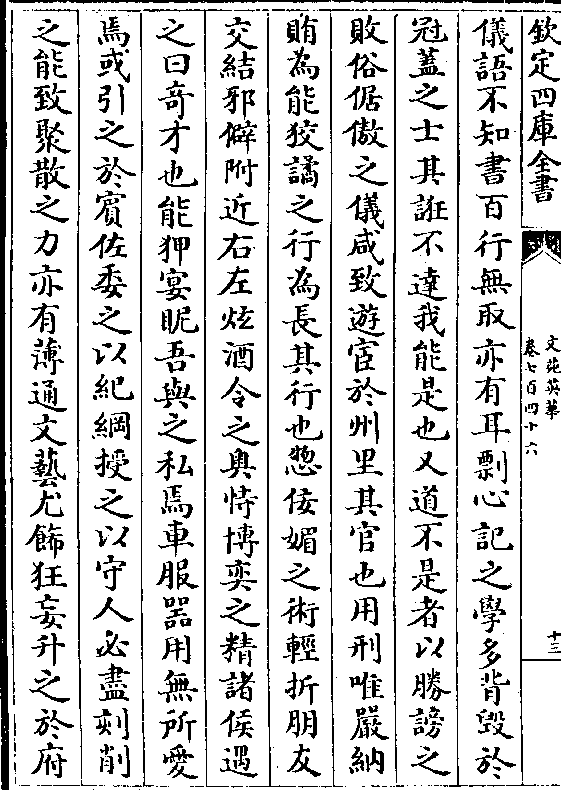 欽定四庫全書
文苑英華
卷七百四十六
十三
儀語不知書百行無取亦有耳剽心記之學多背毀於
冠蓋之士其誑不達我能是也又道不是者以勝謗之
敗俗倨傲之儀咸致遊宦於州里其官也用刑唯嚴納
賄為能狡譎之行為長其行也愗佞媚之術輕折朋友
交結邪僻附近右左炫酒令之奥恃博奕之精諸侯遇
之曰竒才也能狎宴昵吾與之私焉車服器用無所愛
焉或引之於賓佐委之以紀綱授之以守人必盡刻削
之能致聚散之力亦有薄通文藝尤飾狂妄升之於府